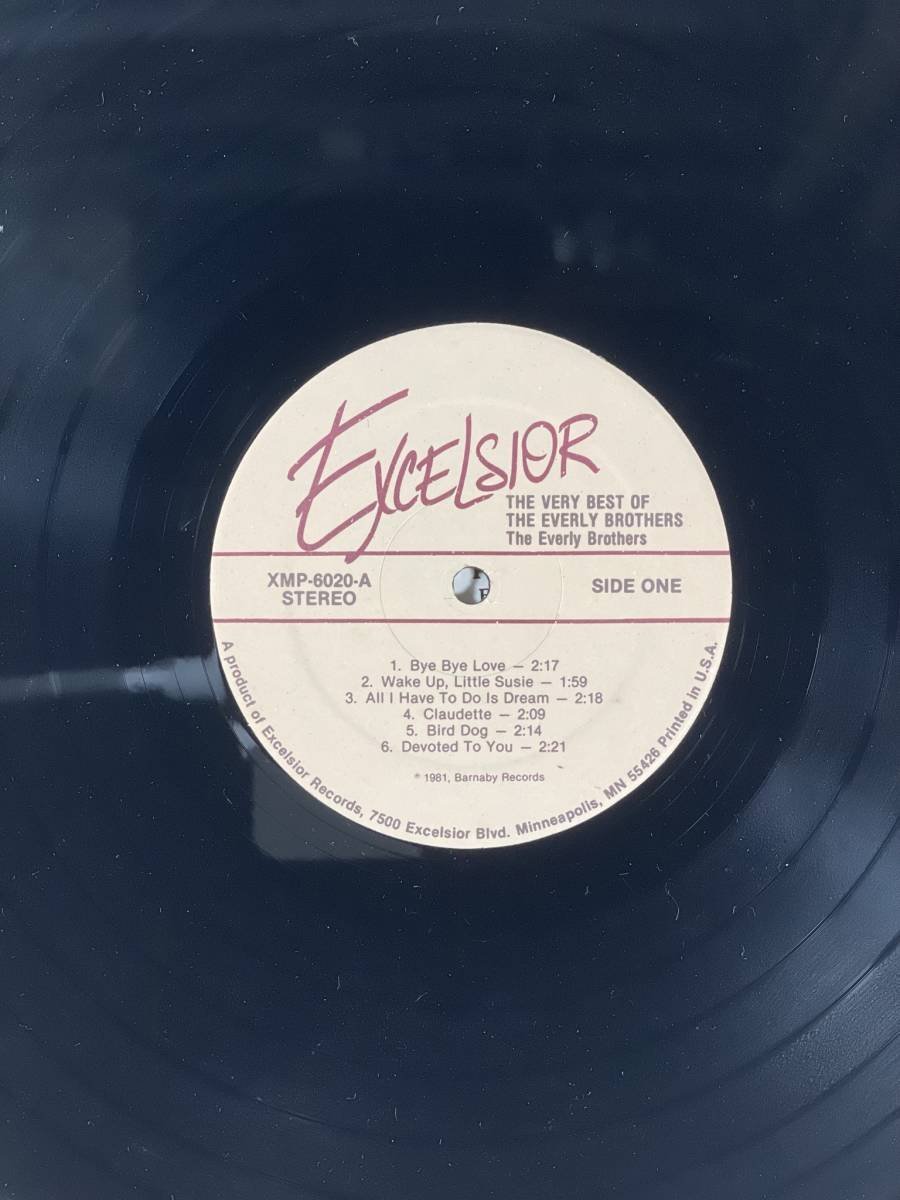 EXCELSIOR
THE VERY BEST OF
THE EVERLY BROTHERS
The Everly Brothers
XMP-6020-A
STEREO
SIDE ONE
1. Bye Bye Love — 2:17
2. Wake Up, Little Susie — 1:59
3. All I Have To Do Is Dream — 2:18
4. Claudette — 2:09
5. Bird Dog — 2:14
6. Devoted To You — 2:21
℗ 1981, Barnaby Records
A product of Excelsior Records, 7500 Excelsior Blvd. Minneapolis, MN 55426 Printed in U.S.A.